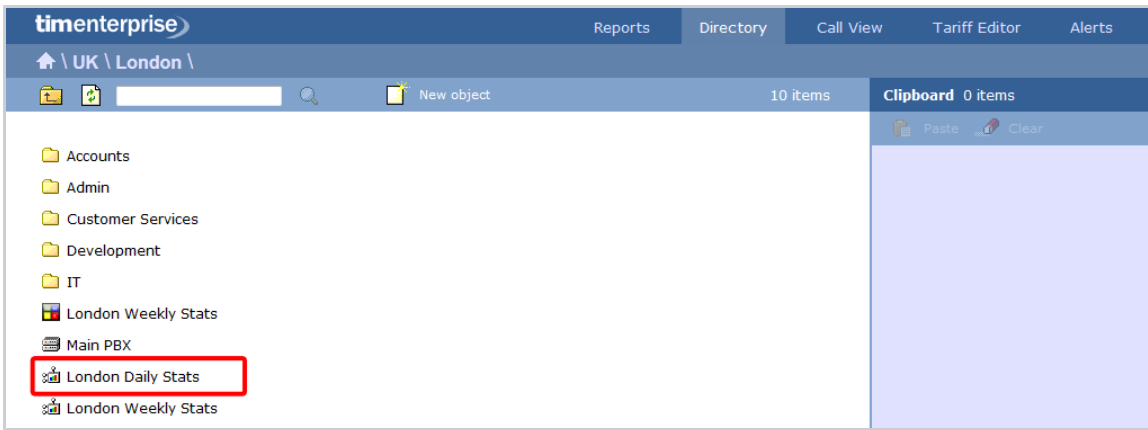 timenterprise Reports Directory Call View Tariff Editor Alerts
\ UK \ London \
New object 10 items Clipboard 0 items
Paste Clear
Accounts
Admin
Customer Services
Development
IT
London Weekly Stats
Main PBX
London Daily Stats
London Weekly Stats